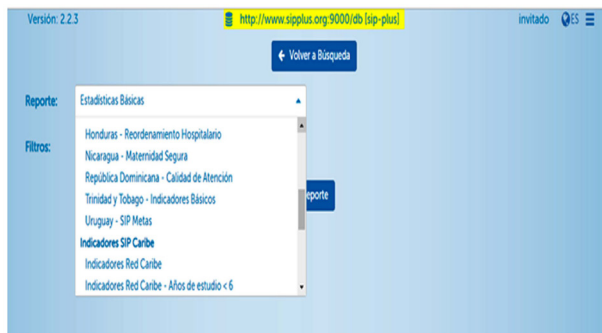 Versión: 2.2.3
http://www.sipplus.org:9000/db [sip-plus]
invitado
ES
Volver a Búsqueda
Reporte:
Estadísticas Básicas
Honduras - Reordenamiento Hospitalario
Filtros:
Nicaragua - Maternidad Segura
República Dominicana - Calidad de Atención
Trinidad y Tobago - Indicadores Básicos
eporte
Uruguay - SIP Metas
Indicadores SIP Caribe
Indicadores Red Caribe
Indicadores Red Caribe - Años de estudio < 6